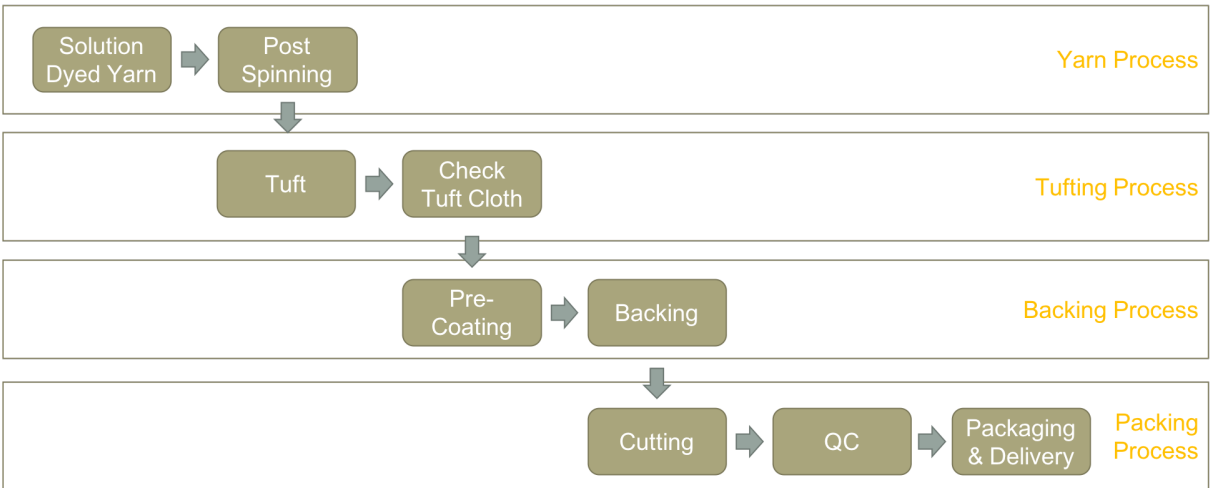 Solution
Dyed Yarn
Post
Spinning
Yarn Process
Tuft
Check
Tuft Cloth
Tufting Process
Pre-
Coating
Backing
Backing Process
Cutting
QC
Packaging
& Delivery
Packing
Process